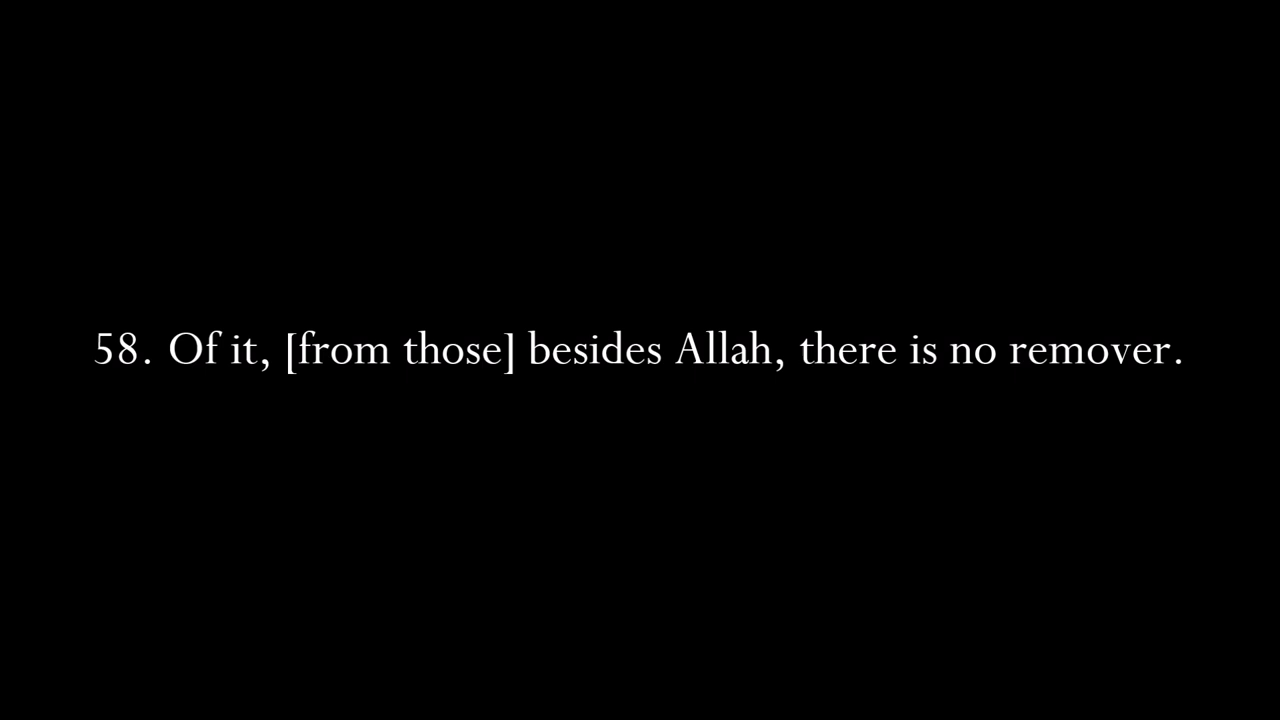 58. Of it, [from those] besides Allah, there is no remover.